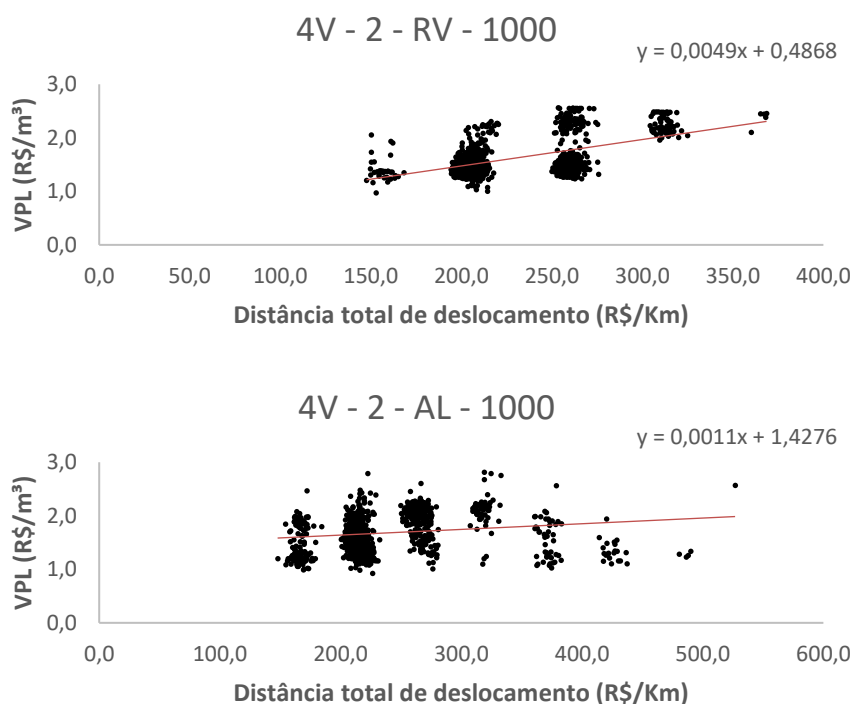 4V - 2 - RV - 1000
y = 0,0049x + 0,4868
3,0
2,0
1,0
0,0
VPL (R$/m³)
0,0 50,0 100,0 150,0 200,0 250,0 300,0 350,0 400,0
Distância total de deslocamento (R$/Km)
4V - 2 - AL - 1000
y = 0,0011x + 1,4276
3,0
2,0
1,0
0,0
VPL (R$/m³)
0,0 100,0 200,0 300,0 400,0 500,0 600,0
Distância total de deslocamento (R$/Km)